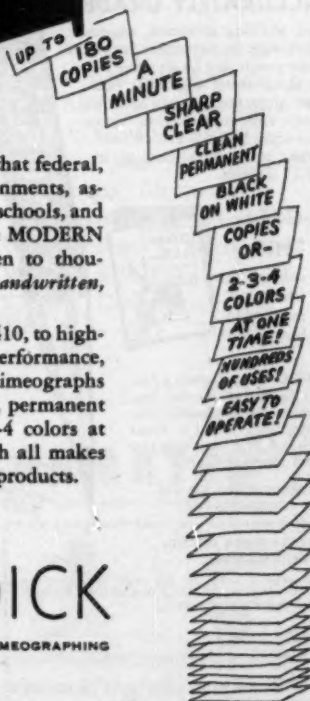 UP TO
180
COPIES
A
MINUTE
SHARP
CLEAR
CLEAN
PERMANENT
BLACK
ON WHITE
COPIES
OR-
2-3-4
COLORS
AT ONE
TIME!
HUNDREDS
OF USES!
EASY TO
OPERATE!
hat federal,
nments, as-
schools, and
MODERN
en to thou-
andwritten,
10, to high-
erformance,
imeographs
permanent
-4 colors at
h all makes
products.
ICK
MEOGRAPHING